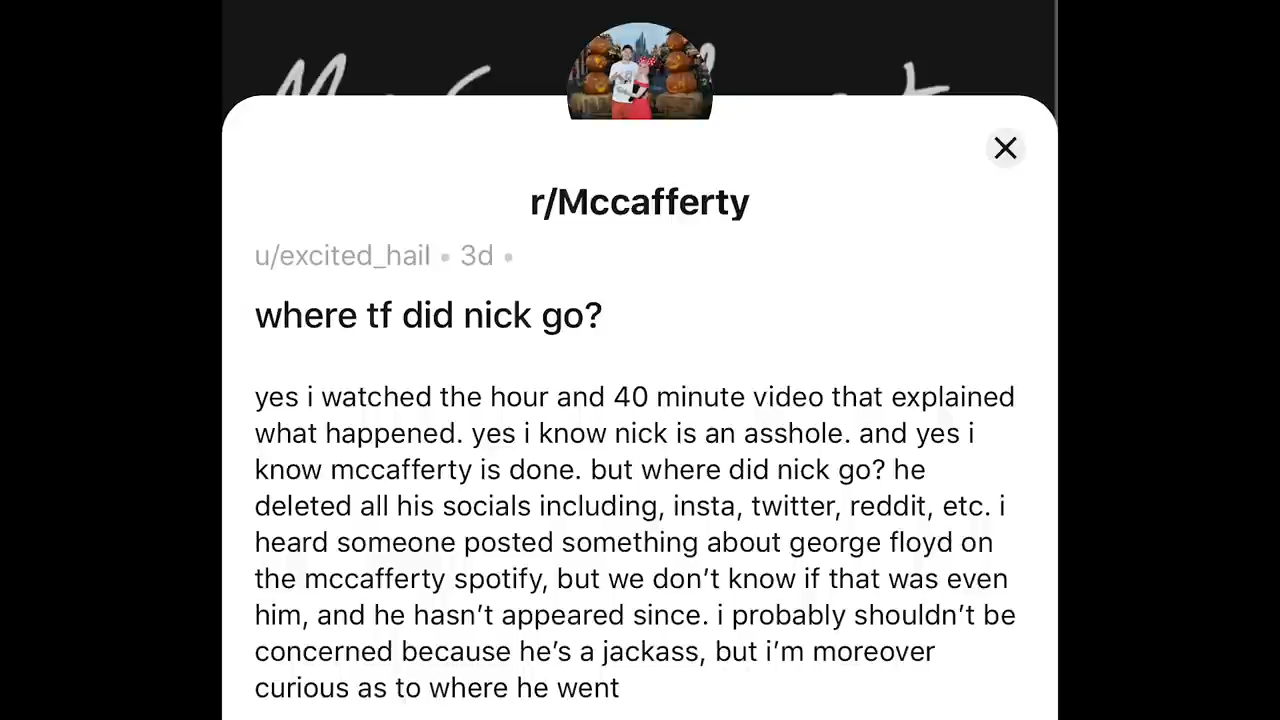 r/Mccafferty
u/excited_hail • 3d •
where tf did nick go?
yes i watched the hour and 40 minute video that explained
what happened. yes i know nick is an asshole. and yes i
know mccafferty is done. but where did nick go? he
deleted all his socials including, insta, twitter, reddit, etc. i
heard someone posted something about george floyd on
the mccafferty spotify, but we don’t know if that was even
him, and he hasn’t appeared since. i probably shouldn’t be
concerned because he’s a jackass, but i’m moreover
curious as to where he went